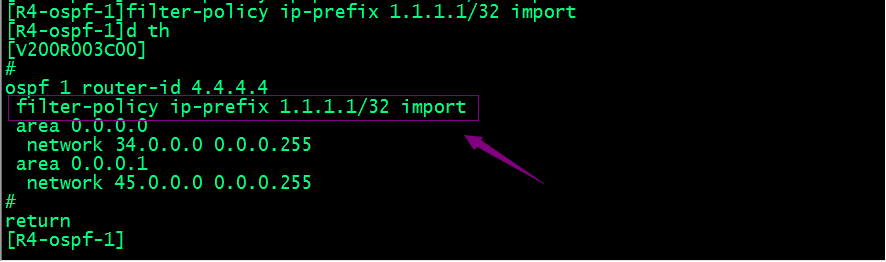 [R4-ospf-1]filter-policy ip-prefix 1.1.1.1/32 import
[R4-ospf-1]d th
[V200R003C00]
#
ospf 1 router-id 4.4.4.4
filter-policy ip-prefix 1.1.1.1/32 import
area 0.0.0.0
network 34.0.0.0 0.0.0.255
area 0.0.0.1
network 45.0.0.0 0.0.0.255
#
return
[R4-ospf-1]